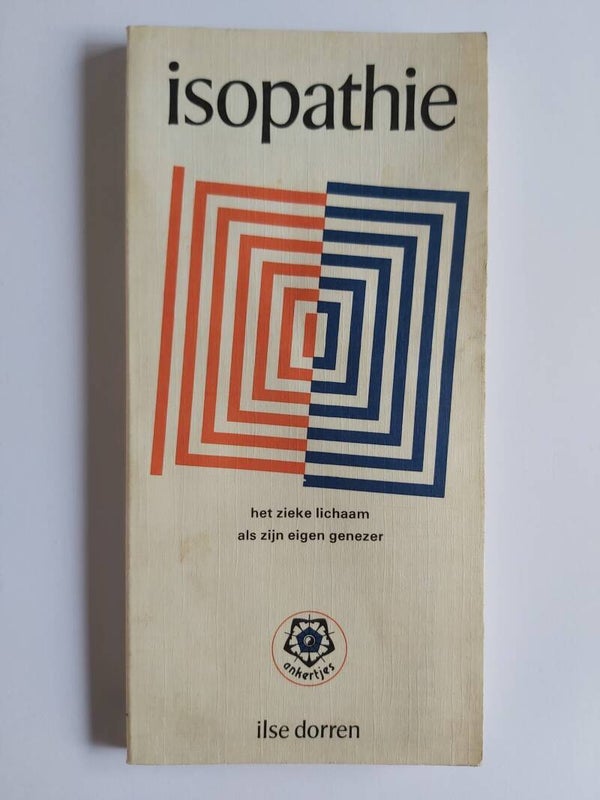 isopathie
het zieke lichaam
als zijn eigen genezer
ankertjes
ilse dorren